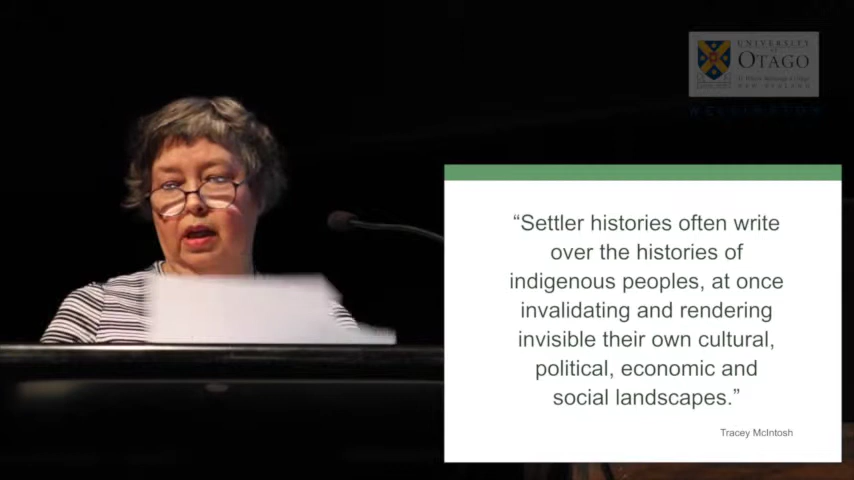 UNIVERSITY
of
OTAGO
NEW ZEALAND
WELLINGTON
“Settler histories often write
over the histories of
indigenous peoples, at once
invalidating and rendering
invisible their own cultural,
political, economic and
social landscapes.”
Tracey McIntosh